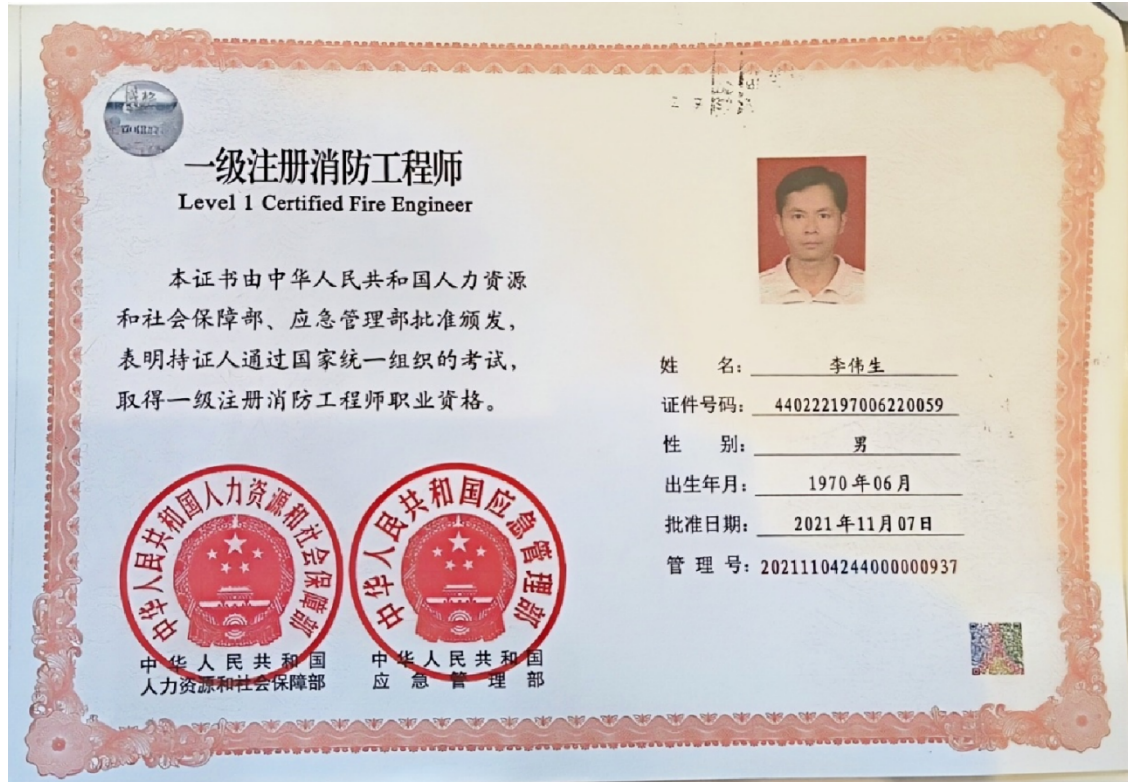 一级注册消防工程师
Level 1 Certified Fire Engineer
本证书由中华人民共和国人力资源
和社会保障部、应急管理部批准颁发，
表明持证人通过国家统一组织的考试，
取得一级注册消防工程师职业资格。
中华人民共和国人力资源和社会保障部
中华人民共和国应急管理部
中华人民共和国
人力资源和社会保障部
中华人民共和国
应急管理部
姓 名：李伟生
证件号码：440222197006220059
性 别：男
出生年月：1970年06月
批准日期：2021年11月07日
管 理 号：20211104244000000937